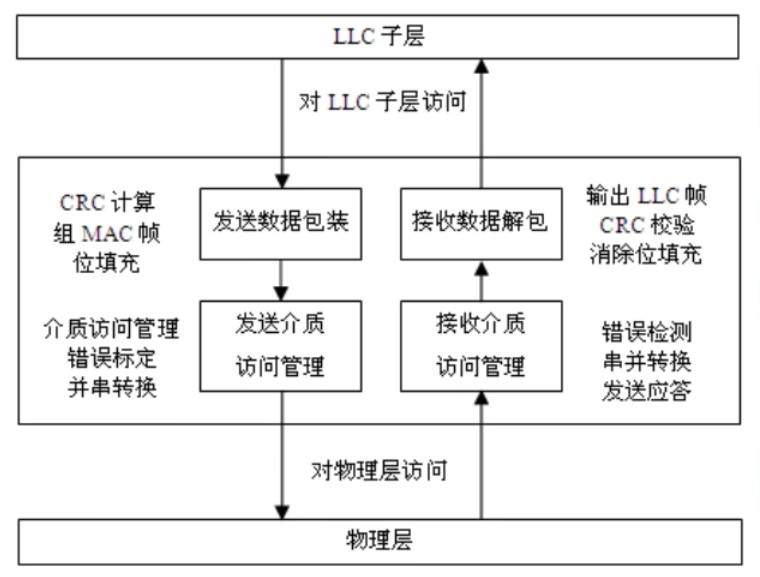 LLC 子层
对 LLC 子层访问
CRC 计算
组 MAC 帧
位填充
发送数据包装
接收数据解包
输出 LLC 帧
CRC 校验
消除位填充
介质访问管理
错误标定
并串转换
发送介质
访问管理
接收介质
访问管理
错误检测
串并转换
发送应答
对物理层访问
物理层